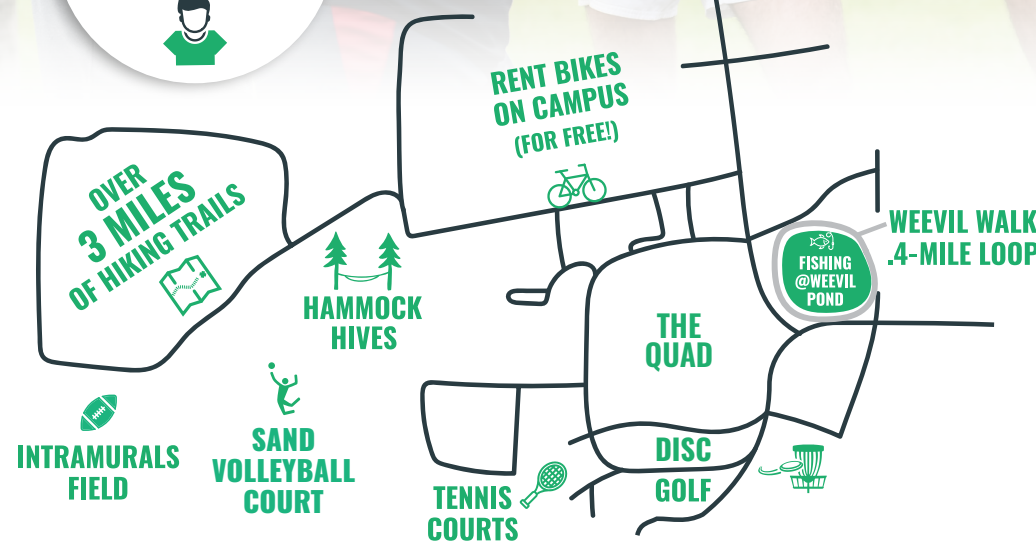 RENT BIKES
ON CAMPUS
(FOR FREE!)
OVER
3 MILES
OF HIKING TRAILS
WEEVIL WALK
.4-MILE LOOP
FISHING
@WEEVIL
POND
HAMMOCK
HIVES
THE
QUAD
INTRAMURALS
FIELD
SAND
VOLLEYBALL
COURT
DISC
GOLF
TENNIS
COURTS